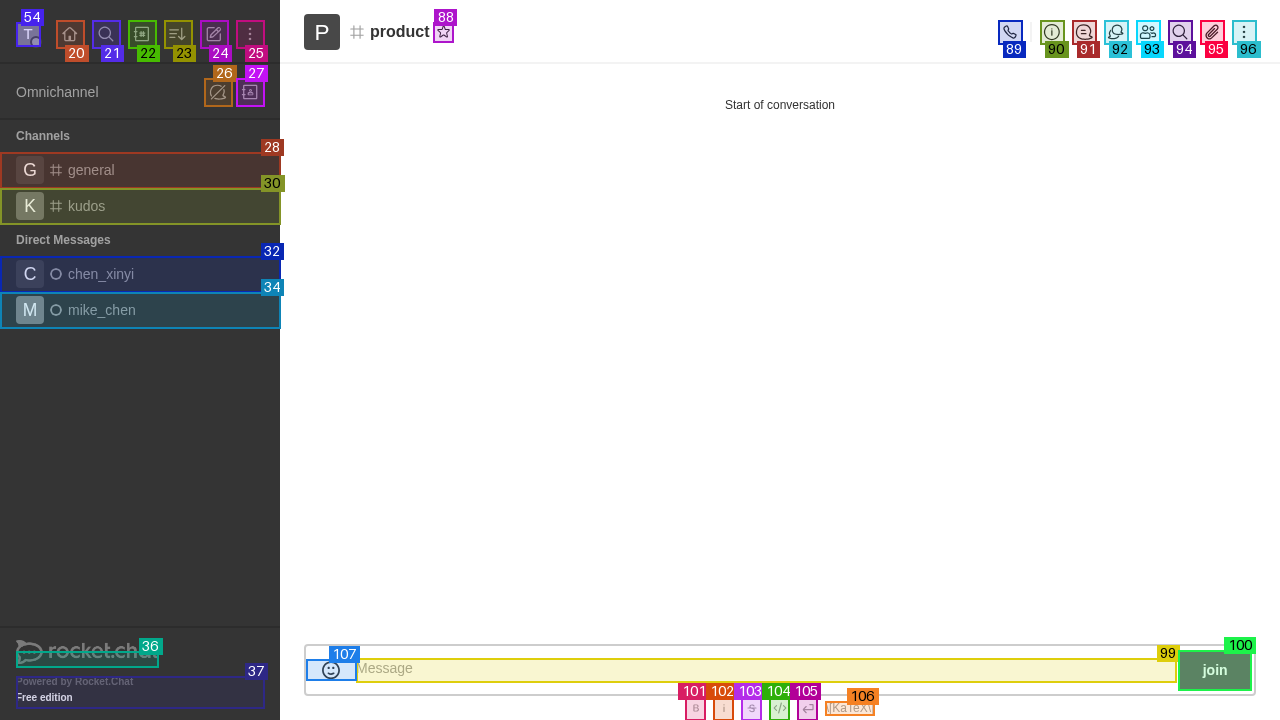 54
T
20
21
22
23
24
25
Omnichannel
26
27
Channels
28
G general
30
K kudos
Direct Messages
32
C chen_xinyi
34
M mike_chen
rocket.chat
36
37
Powered by Rocket.Chat
Free edition
P product
88
89
90
91
92
93
94
95
96
Start of conversation
107
Message
99
100
join
101
102
103
104
105
106
B
i
S
</>
\[KaTeX\]